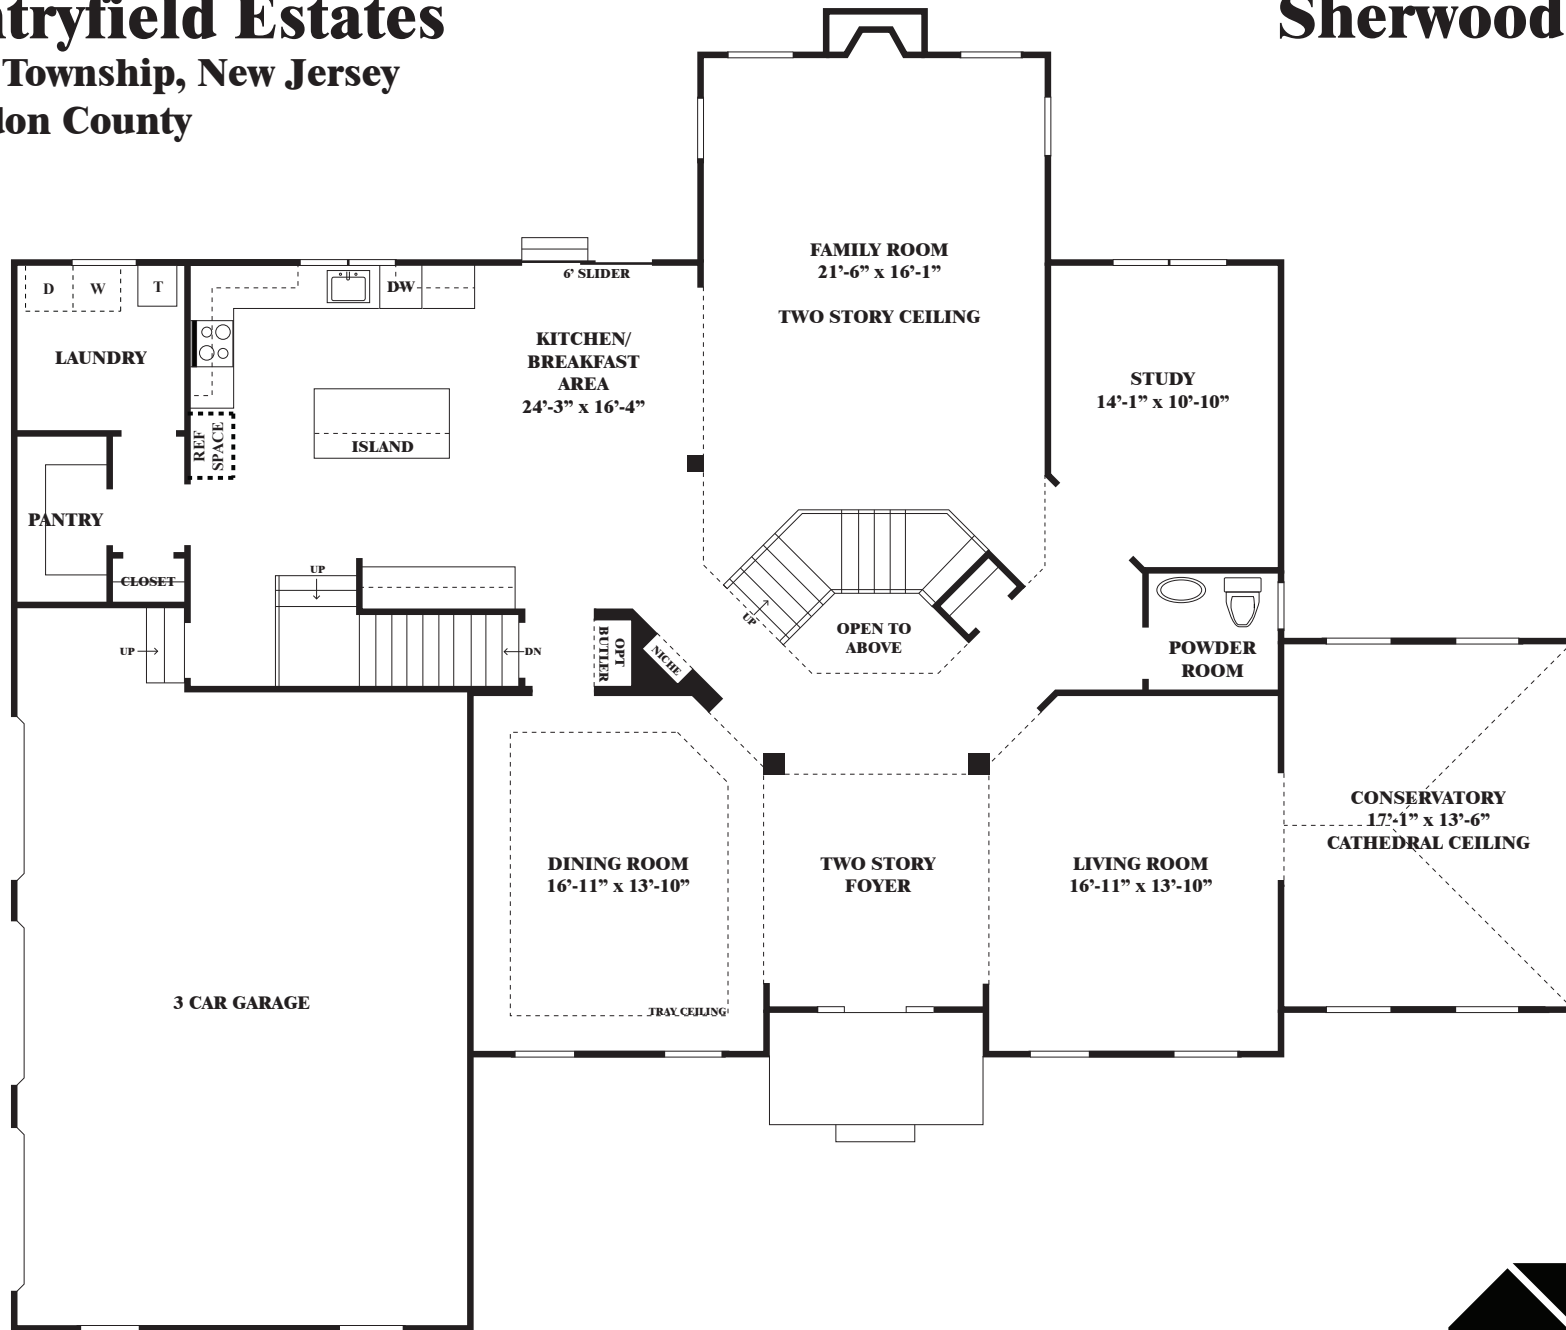 ntryfield Estates
Sherwood
Township, New Jersey
don County
FAMILY ROOM
21'-6” x 16'-1”
TWO STORY CEILING
6’ SLIDER
D
W
T
DW
LAUNDRY
KITCHEN/
BREAKFAST
AREA
24’-3” x 16’-4”
STUDY
14’-1” x 10’-10”
REF
SPACE
ISLAND
PANTRY
CLOSET
UP
UP
DN
OPT
BUTLER
NICHE
UP
OPEN TO
ABOVE
POWDER
ROOM
CONSERVATORY
17’-1” x 13’-6”
CATHEDRAL CEILING
DINING ROOM
16’-11” x 13’-10”
TWO STORY
FOYER
LIVING ROOM
16’-11” x 13’-10”
TRAY CEILING
3 CAR GARAGE